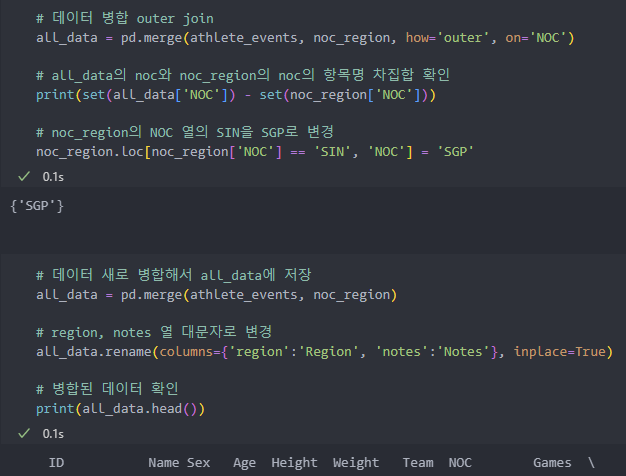 # 데이터 병합 outer join
all_data = pd.merge(athlete_events, noc_region, how='outer', on='NOC')
# all_data의 noc와 noc_region의 noc의 항목명 차집합 확인
print(set(all_data['NOC']) - set(noc_region['NOC']))
# noc_region의 NOC 열의 SIN을 SGP로 변경
noc_region.loc[noc_region['NOC'] == 'SIN', 'NOC'] = 'SGP'
✓ 0.1s
{'SGP'}
# 데이터 새로 병합해서 all_data에 저장
all_data = pd.merge(athlete_events, noc_region)
# region, notes 열 대문자로 변경
all_data.rename(columns={'region':'Region', 'notes':'Notes'}, inplace=True)
# 병합된 데이터 확인
print(all_data.head())
✓ 0.1s
ID Name Sex Age Height Weight Team NOC Games \